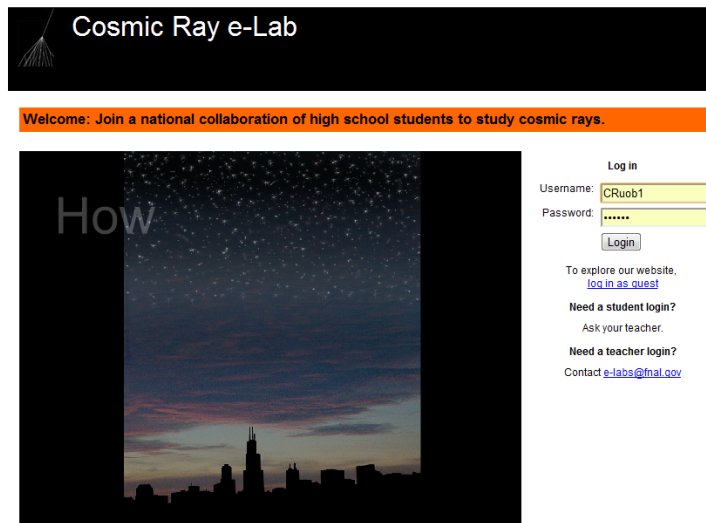 Cosmic Ray e-Lab
Welcome: Join a national collaboration of high school students to study cosmic rays.
How
Log in
Username: CRuob1
Password: ••••••
Login
To explore our website,
log in as guest
Need a student login?
Ask your teacher.
Need a teacher login?
Contact e-labs@fnal.gov